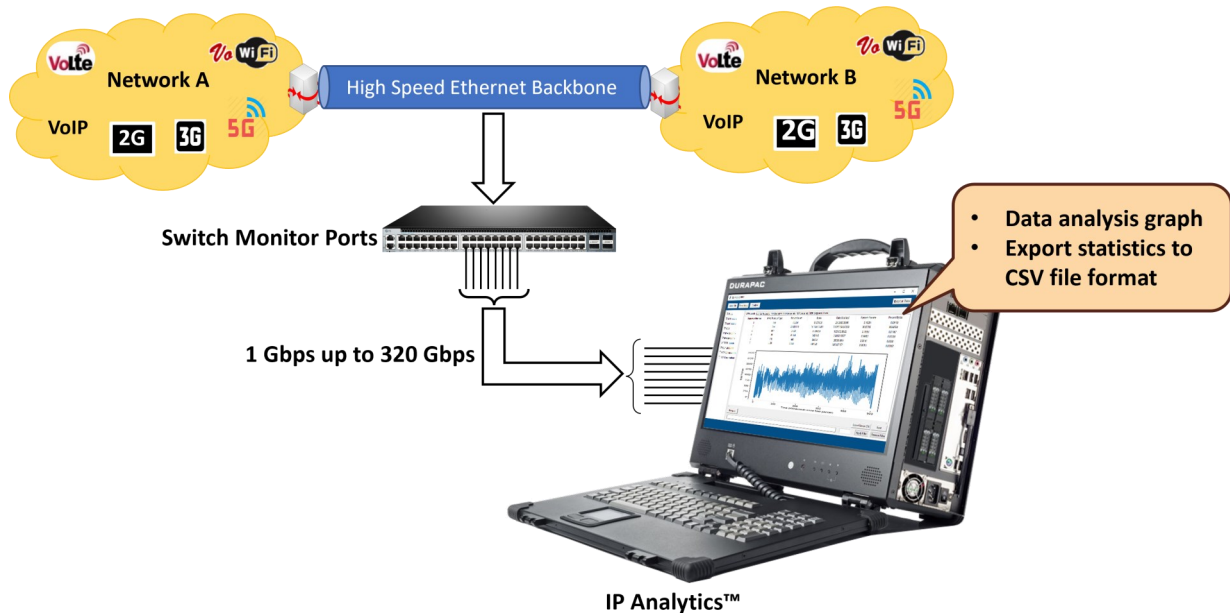 VoLte
Vo WiFi
Network A
VoIP
2G
3G
5G
High Speed Ethernet Backbone
VoLte
Vo WiFi
Network B
VoIP
2G
3G
5G
Switch Monitor Ports
1 Gbps up to 320 Gbps
• Data analysis graph
• Export statistics to
CSV file format
DURAPAC
IP Analytics™